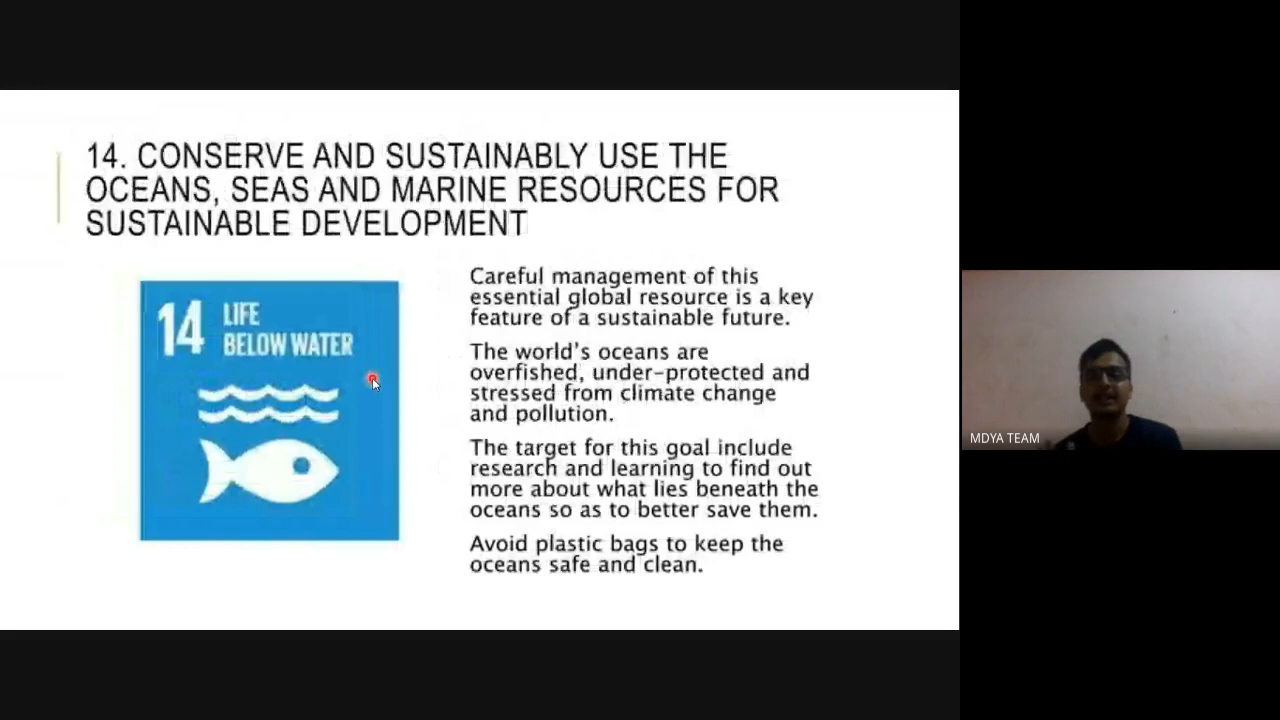 14. CONSERVE AND SUSTAINABLY USE THE
OCEANS, SEAS AND MARINE RESOURCES FOR
SUSTAINABLE DEVELOPMENT
14 LIFE
BELOW WATER
Careful management of this
essential global resource is a key
feature of a sustainable future.
The world's oceans are
overfished, under-protected and
stressed from climate change
and pollution.
The target for this goal include
research and learning to find out
more about what lies beneath the
oceans so as to better save them.
Avoid plastic bags to keep the
oceans safe and clean.
MDYA TEAM